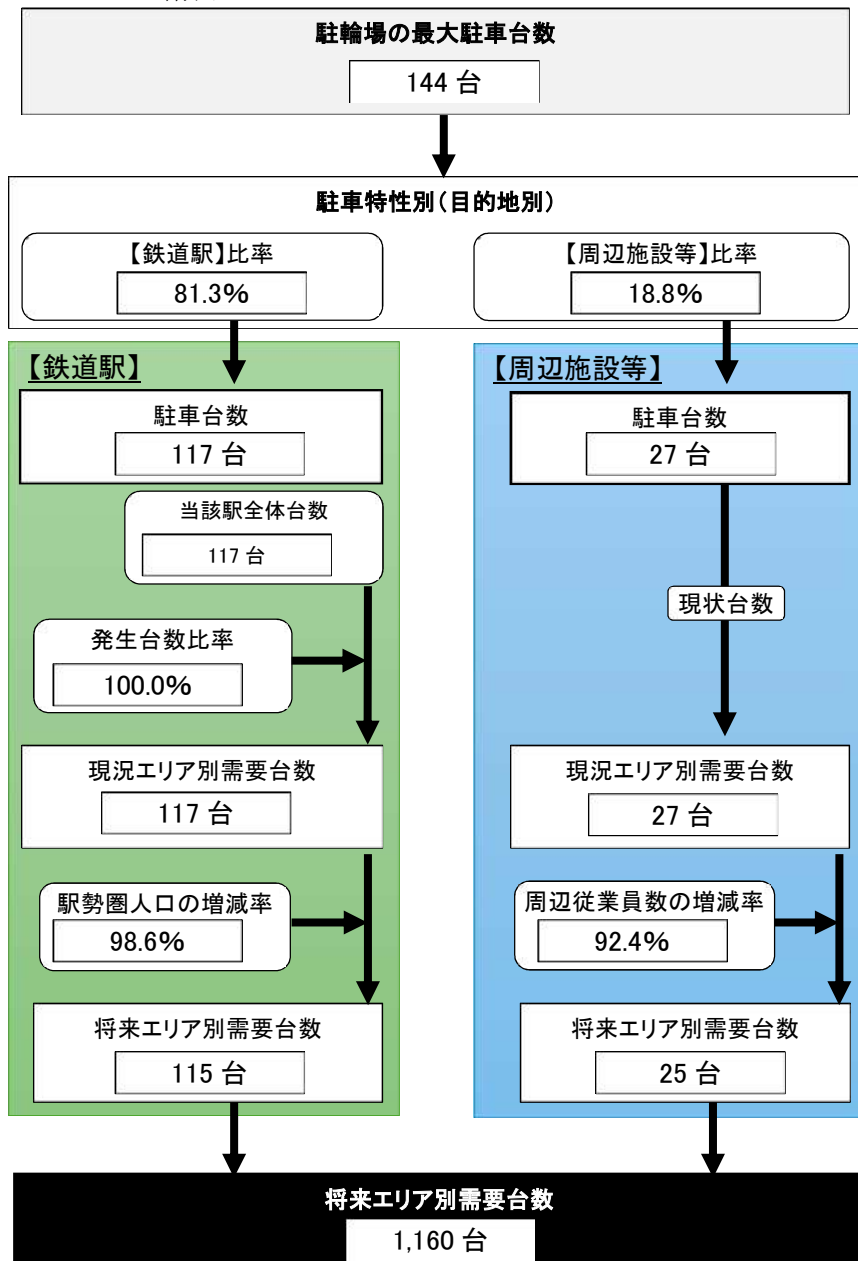 駐輪場の最大駐車台数
144 台
駐車特性別(目的地別)
【鉄道駅】比率
81.3%
【周辺施設等】比率
18.8%
【鉄道駅】
駐車台数
117 台
当該駅全体台数
117 台
発生台数比率
100.0%
現況エリア別需要台数
117 台
駅勢圏人口の増減率
98.6%
将来エリア別需要台数
115 台
【周辺施設等】
駐車台数
27 台
現状台数
現況エリア別需要台数
27 台
周辺従業員数の増減率
92.4%
将来エリア別需要台数
25 台
将来エリア別需要台数
1,160 台